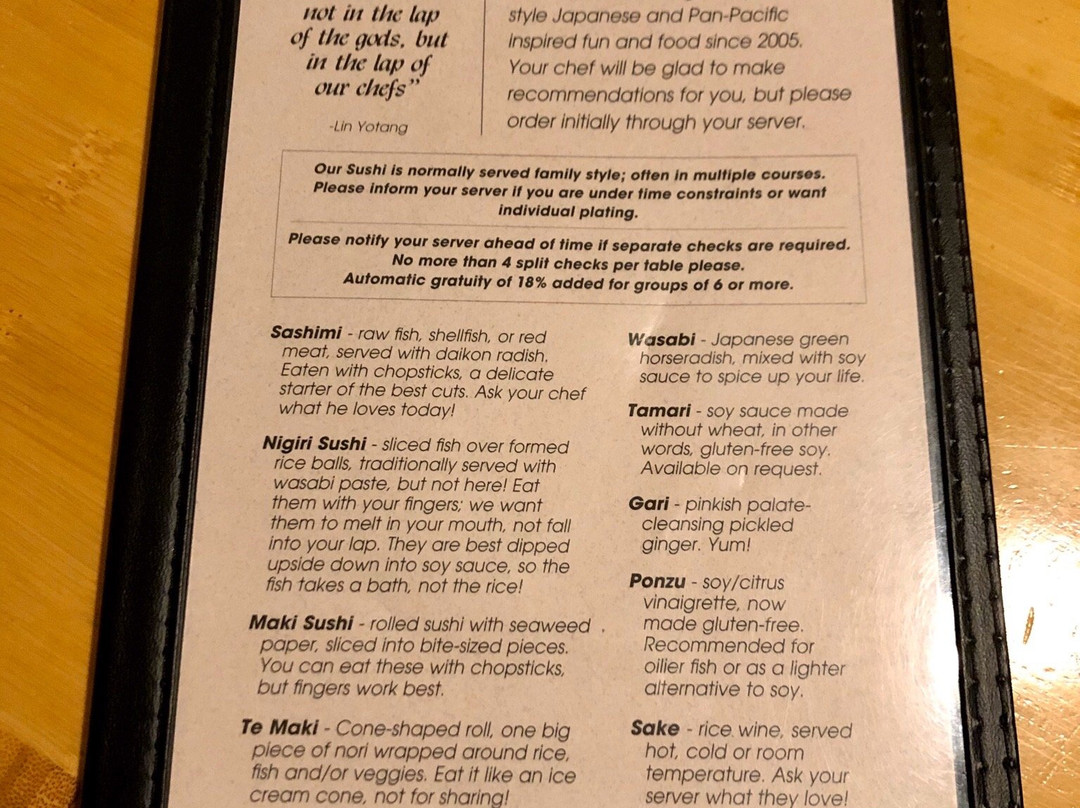 not in the lap
of the gods, but
in the lap of
our chefs"
-Lin Yotang
style Japanese and Pan-Pacific
inspired fun and food since 2005.
Your chef will be glad to make
recommendations for you, but please
order initially through your server.
Our Sushi is normally served family style; often in multiple courses.
Please inform your server if you are under time constraints or want
individual plating.
Please notify your server ahead of time if separate checks are required.
No more than 4 split checks per table please.
Automatic gratuity of 18% added for groups of 6 or more.
Sashimi - raw fish, shellfish, or red
meat, served with daikon radish.
Eaten with chopsticks, a delicate
starter of the best cuts. Ask your chef
what he loves today!
Nigiri Sushi - sliced fish over formed
rice balls, traditionally served with
wasabi paste, but not here! Eat
them with your fingers; we want
them to melt in your mouth, not fall
into your lap. They are best dipped
upside down into soy sauce, so the
fish takes a bath, not the rice!
Maki Sushi - rolled sushi with seaweed
paper, sliced into bite-sized pieces.
You can eat these with chopsticks,
but fingers work best.
Te Maki - Cone-shaped roll, one big
piece of nori wrapped around rice,
fish and/or veggies. Eat it like an ice
cream cone, not for sharing!
Wasabi - Japanese green
horseradish, mixed with soy
sauce to spice up your life.
Tamari - soy sauce made
without wheat, in other
words, gluten-free soy.
Available on request.
Gari - pinkish palate-
cleansing pickled
ginger. Yum!
Ponzu - soy/citrus
vinaigrette, now
made gluten-free.
Recommended for
oilier fish or as a lighter
alternative to soy.
Sake - rice wine, served
hot, cold or room
temperature. Ask your
server what they love!